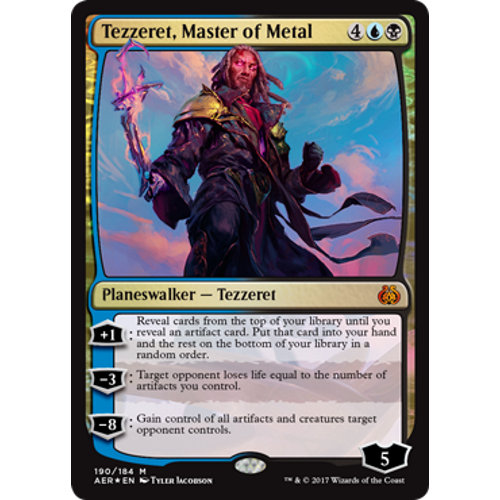 Tezzeret, Master of Metal 4
Planeswalker — Tezzeret
+1: Reveal cards from the top of your library until you
reveal an artifact card. Put that card into your hand
and the rest on the bottom of your library in a
random order.
−3: Target opponent loses life equal to the number of
artifacts you control.
−8: Gain control of all artifacts and creatures target
opponent controls.
5
190/184 M
AER ★ EN Tyler Jacobson
™ & © 2017 Wizards of the Coast